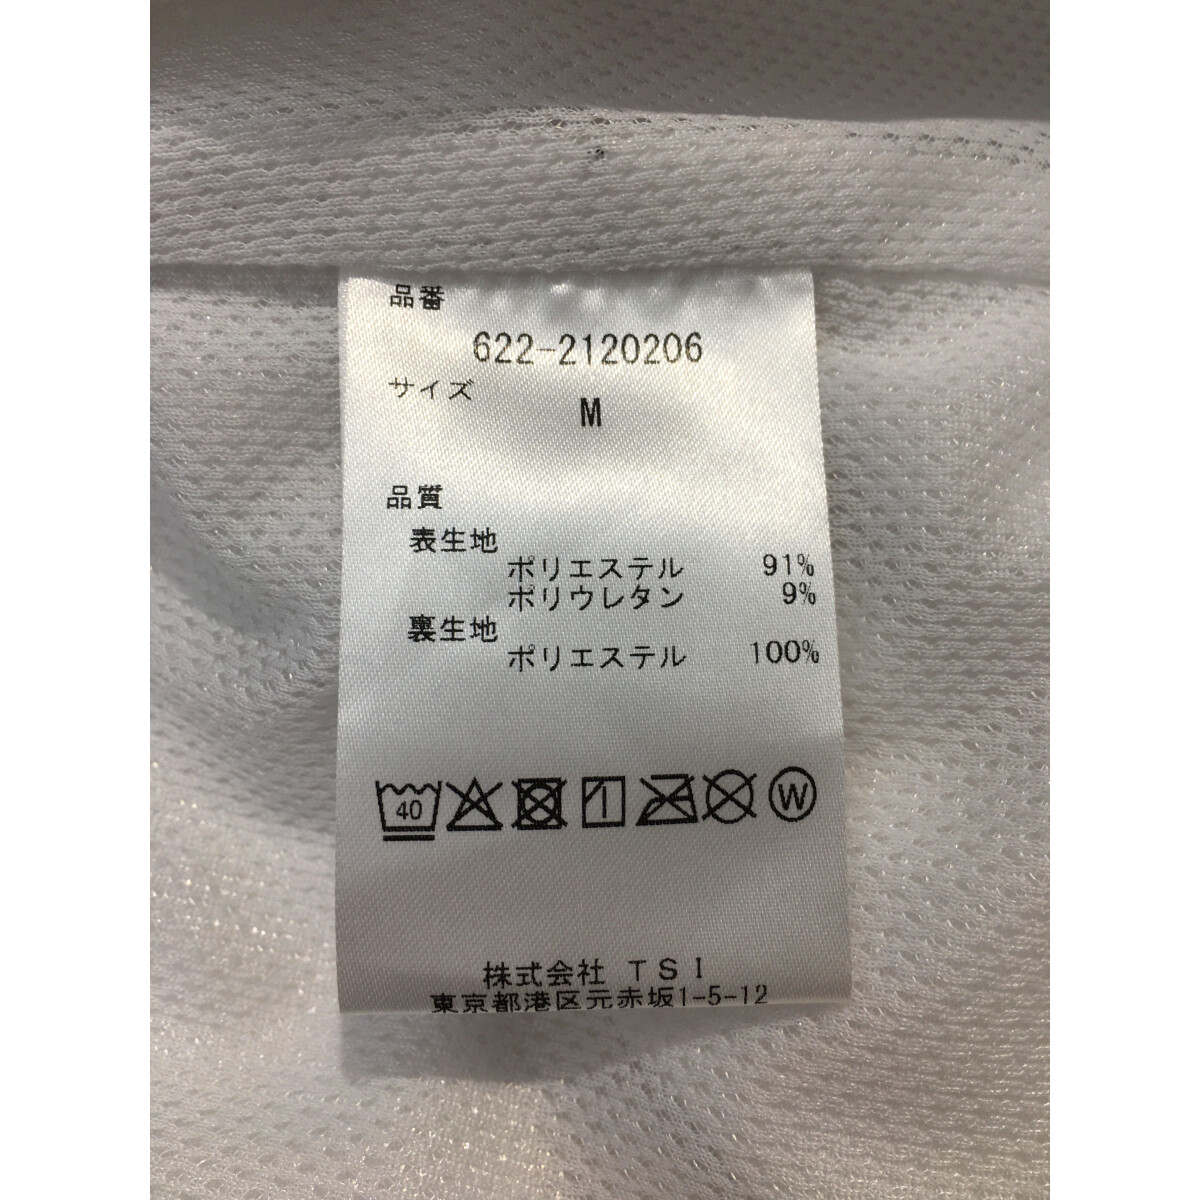 品番
622-2120206
サイズ
M
品質
表生地
ポリエステル 91%
ポリウレタン 9%
裏生地
ポリエステル 100%
40
W
株式会社 TSI
東京都港区元赤坂1-5-12